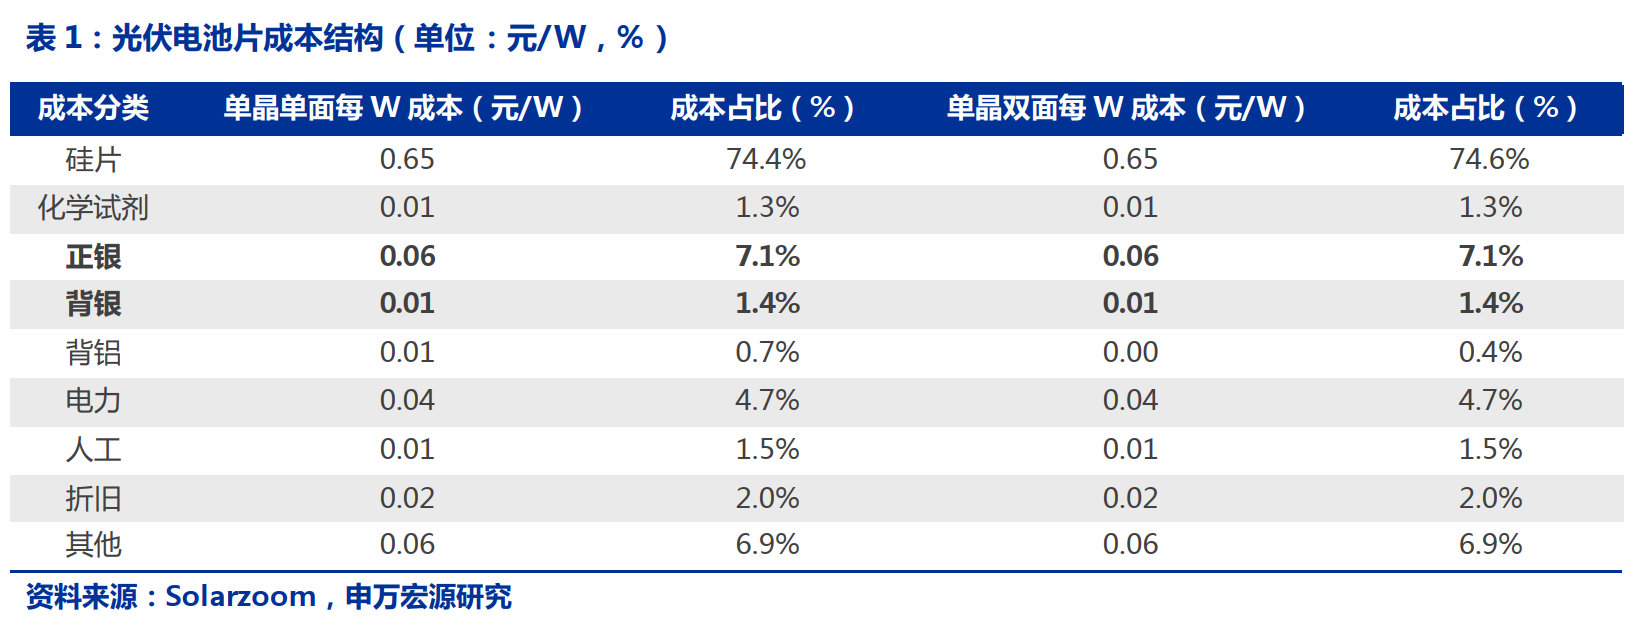 表 1：光伏电池片成本结构（单位：元/W，%）
成本分类 单晶单面每 W 成本（元/W） 成本占比（%） 单晶双面每 W 成本（元/W） 成本占比（%）
硅片 0.65 74.4% 0.65 74.6%
化学试剂 0.01 1.3% 0.01 1.3%
正银 0.06 7.1% 0.06 7.1%
背银 0.01 1.4% 0.01 1.4%
背铝 0.01 0.7% 0.00 0.4%
电力 0.04 4.7% 0.04 4.7%
人工 0.01 1.5% 0.01 1.5%
折旧 0.02 2.0% 0.02 2.0%
其他 0.06 6.9% 0.06 6.9%
资料来源：Solarzoom，申万宏源研究